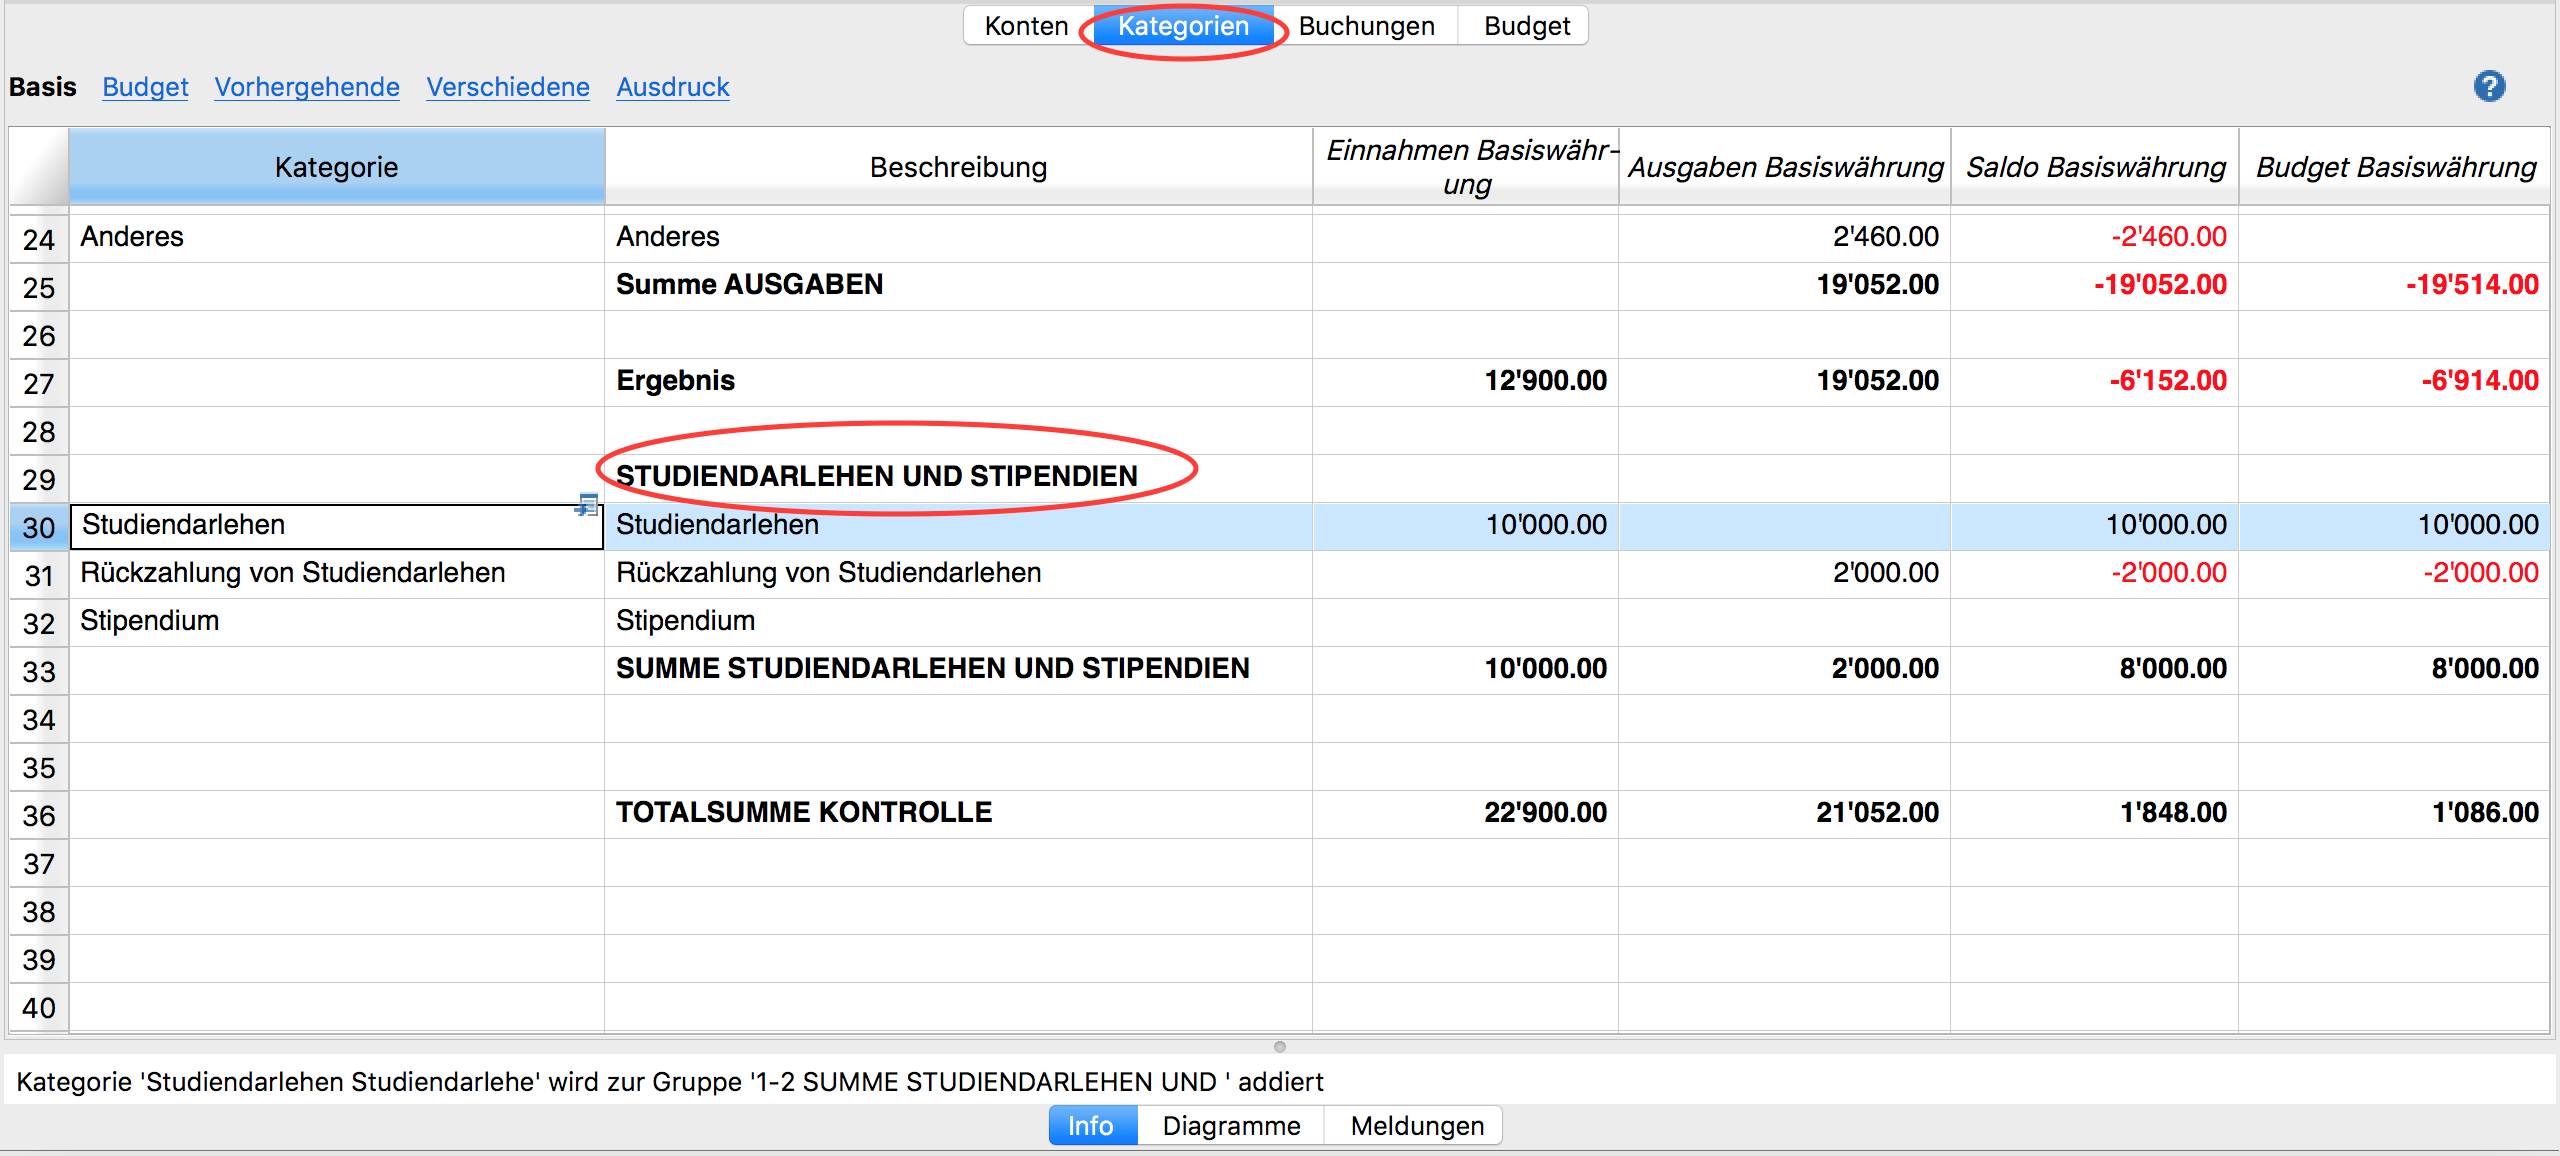 Konten Kategorien Buchungen Budget
Basis Budget Vorhergehende Verschiedene Ausdruck ?
Kategorie Beschreibung Einnahmen Basiswähr-
ung Ausgaben Basiswährung Saldo Basiswährung Budget Basiswährung
24 Anderes Anderes 2'460.00 -2'460.00
25 Summe AUSGABEN 19'052.00 -19'052.00 -19'514.00
26
27 Ergebnis 12'900.00 19'052.00 -6'152.00 -6'914.00
28
29 STUDIENDARLEHEN UND STIPENDIEN
30 Studiendarlehen Studiendarlehen 10'000.00 10'000.00 10'000.00
31 Rückzahlung von Studiendarlehen Rückzahlung von Studiendarlehen 2'000.00 -2'000.00 -2'000.00
32 Stipendium Stipendium
33 SUMME STUDIENDARLEHEN UND STIPENDIEN 10'000.00 2'000.00 8'000.00 8'000.00
34
35
36 TOTALSUMME KONTROLLE 22'900.00 21'052.00 1'848.00 1'086.00
37
38
39
40
Kategorie 'Studiendarlehen Studiendarlehe' wird zur Gruppe '1-2 SUMME STUDIENDARLEHEN UND ' addiert
Info Diagramme Meldungen